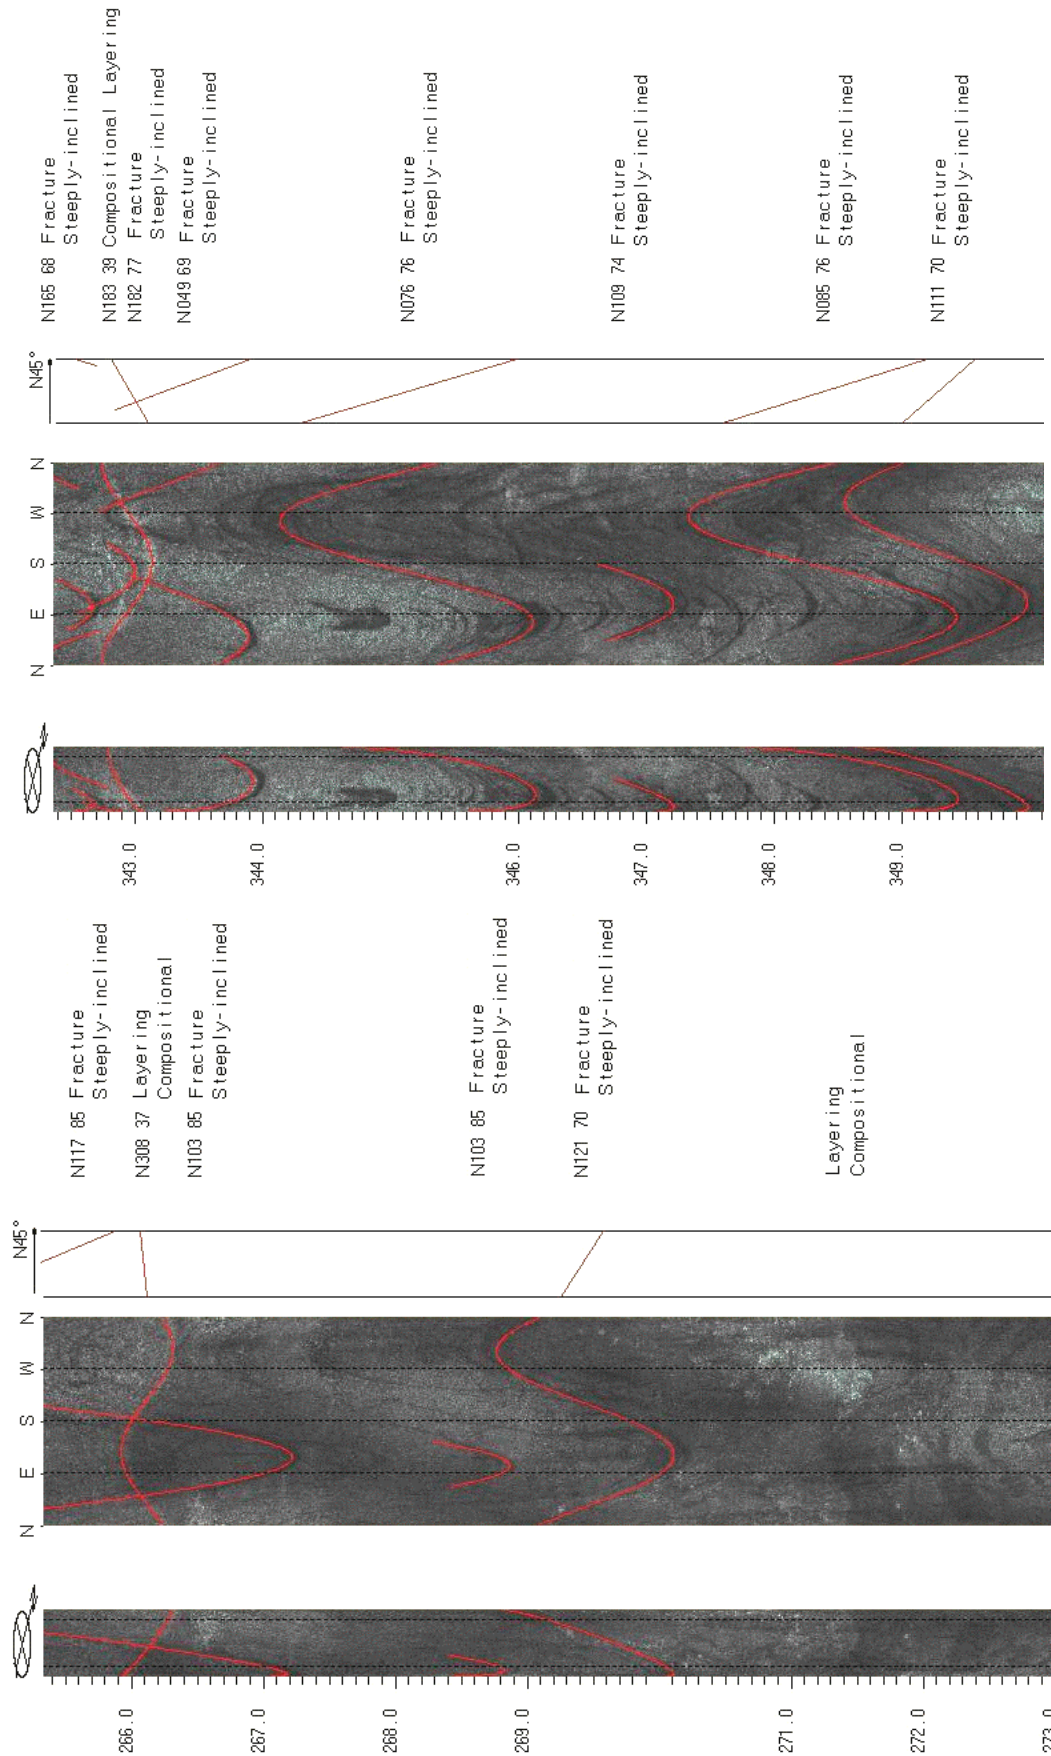 N165 68 Fracture
Steeply-inclined
N183 39 Compositional Layering
N182 77 Fracture
Steeply-inclined
N049 69 Fracture
Steeply-inclined
N076 76 Fracture
Steeply-inclined
N109 74 Fracture
Steeply-inclined
N085 76 Fracture
Steeply-inclined
N111 70 Fracture
Steeply-inclined
N45°
N E S W N
343.0
344.0
346.0
347.0
348.0
349.0
N117 85 Fracture
Steeply-inclined
N308 37 Layering
Compositional
N103 85 Fracture
Steeply-inclined
N103 85 Fracture
Steeply-inclined
N121 70 Fracture
Steeply-inclined
Layering
Compositional
N45°
N E S W N
266.0
267.0
268.0
269.0
271.0
272.0
273.0